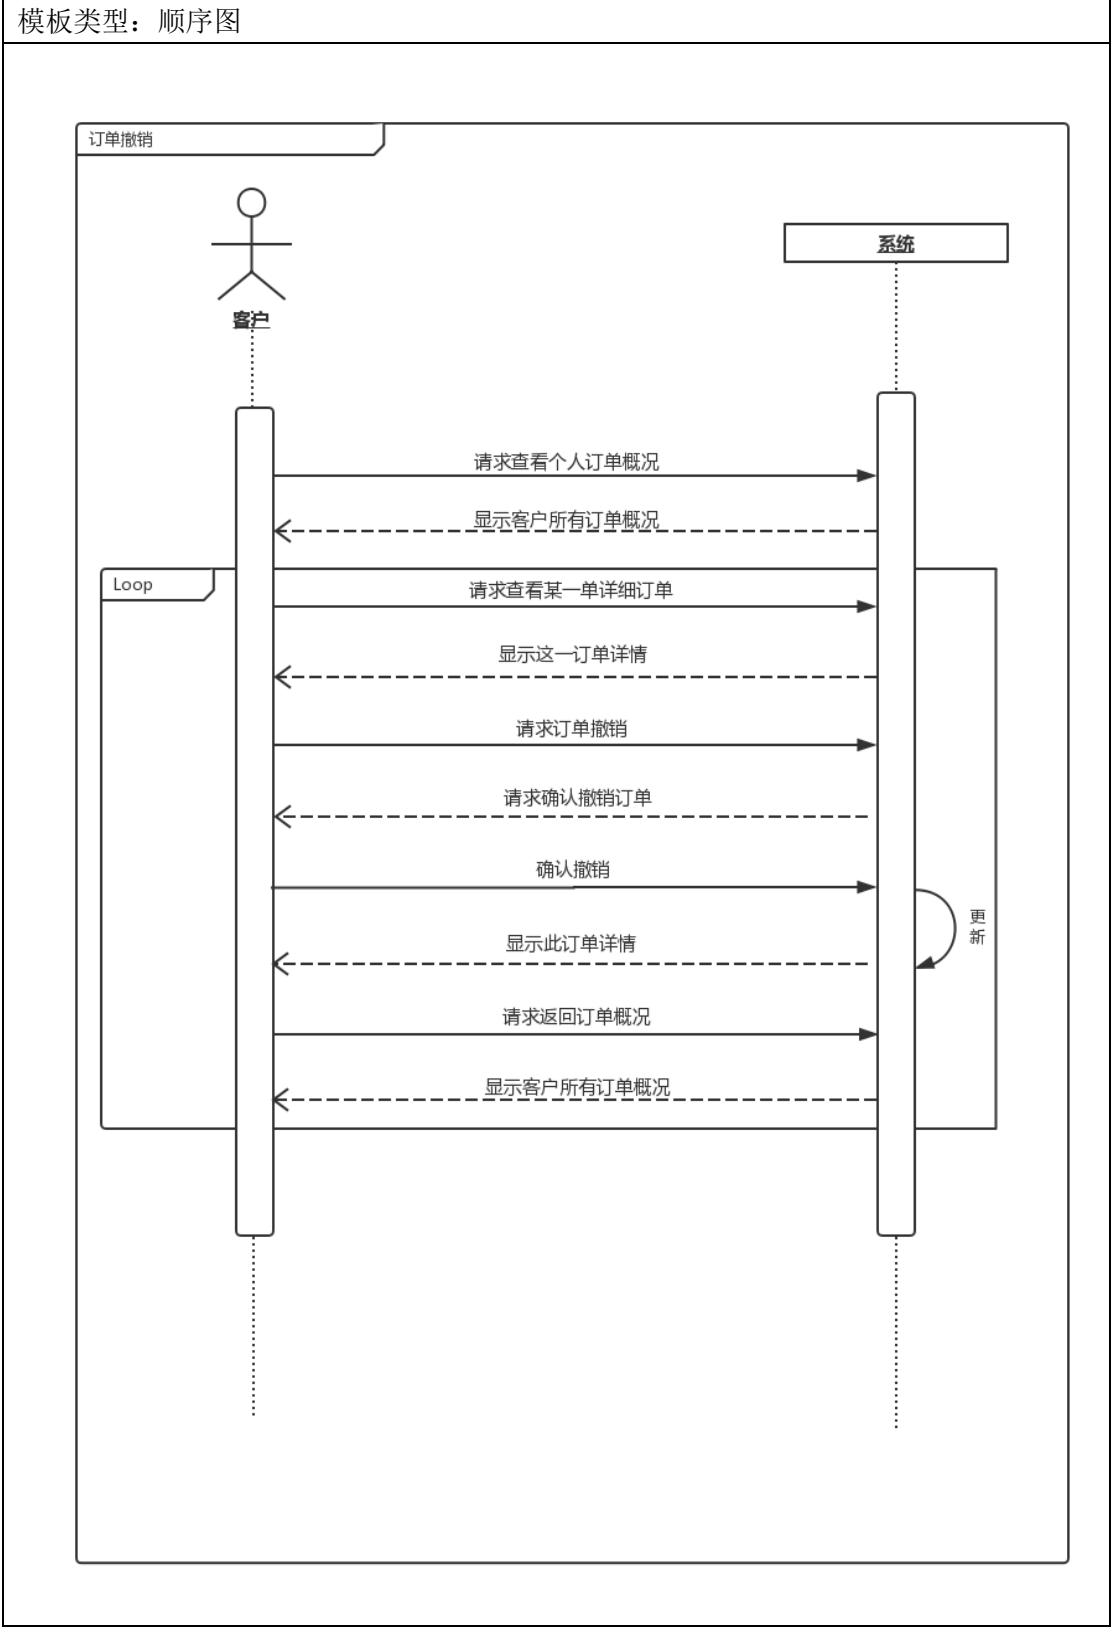 模板类型：顺序图
订单撤销
系统
客户
请求查看个人订单概况
显示客户所有订单概况
Loop
请求查看某一单详细订单
显示这一订单详情
请求订单撤销
请求确认撤销订单
确认撤销
更
新
显示此订单详情
请求返回订单概况
显示客户所有订单概况